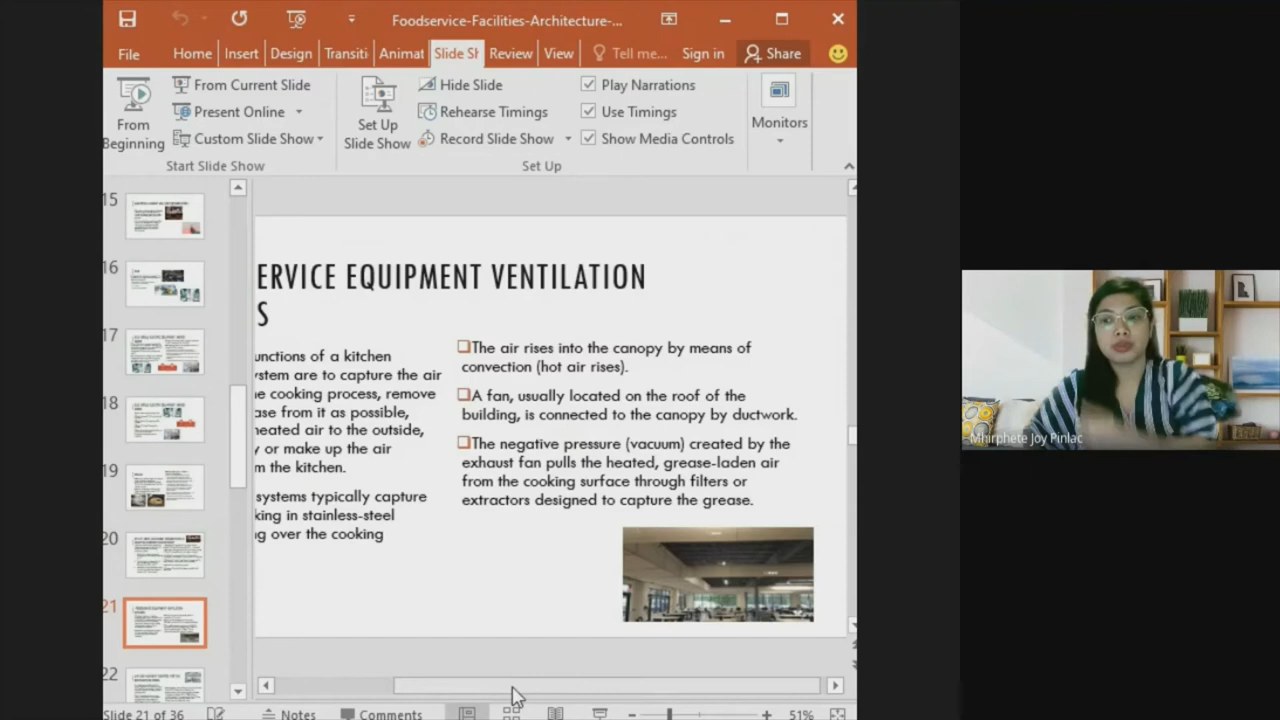 Foodservice-Facilities-Architecture-...
File Home Insert Design Transiti Animat Slide Sh Review View Tell me... Sign in Share
From Beginning
From Current Slide
Present Online
Custom Slide Show
Start Slide Show
Set Up Slide Show
Hide Slide
Rehearse Timings
Record Slide Show
Play Narrations
Use Timings
Show Media Controls
Set Up
Monitors
15
16
17
18
19
20
21
22
ERVICE EQUIPMENT VENTILATION
S
unctions of a kitchen
ystem are to capture the air
e cooking process, remove
ase from it as possible,
heated air to the outside,
y or make up the air
m the kitchen.
systems typically capture
king in stainless-steel
g over the cooking
The air rises into the canopy by means of
convection (hot air rises).
A fan, usually located on the roof of the
building, is connected to the canopy by ductwork.
The negative pressure (vacuum) created by the
exhaust fan pulls the heated, grease-laden air
from the cooking surface through filters or
extractors designed to capture the grease.
Mhirphete Joy Pinlac
Slide 21 of 36 Notes Comments 51%